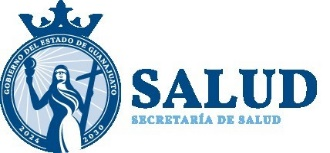 GOBIERNO DEL ESTADO DE GUANAJUATO
2024 2030
SALUD
SECRETARÍA DE SALUD